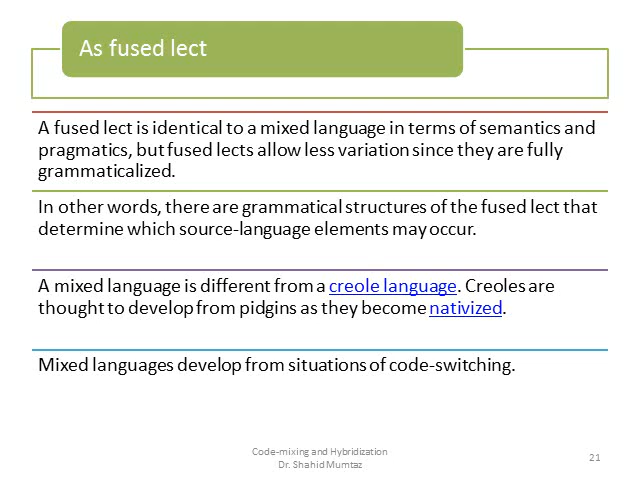 As fused lect
A fused lect is identical to a mixed language in terms of semantics and
pragmatics, but fused lects allow less variation since they are fully
grammaticalized.
In other words, there are grammatical structures of the fused lect that
determine which source-language elements may occur.
A mixed language is different from a creole language. Creoles are
thought to develop from pidgins as they become nativized.
Mixed languages develop from situations of code-switching.
Code-mixing and Hybridization
Dr. Shahid Mumtaz
21